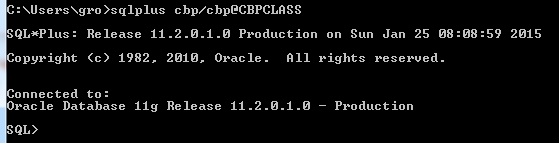 C:\Users\gro>sqlplus cbp/cbp@CBPCLASS
SQL*Plus: Release 11.2.0.1.0 Production on Sun Jan 25 08:08:59 2015
Copyright (c) 1982, 2010, Oracle.  All rights reserved.
Connected to:
Oracle Database 11g Release 11.2.0.1.0 - Production
SQL>